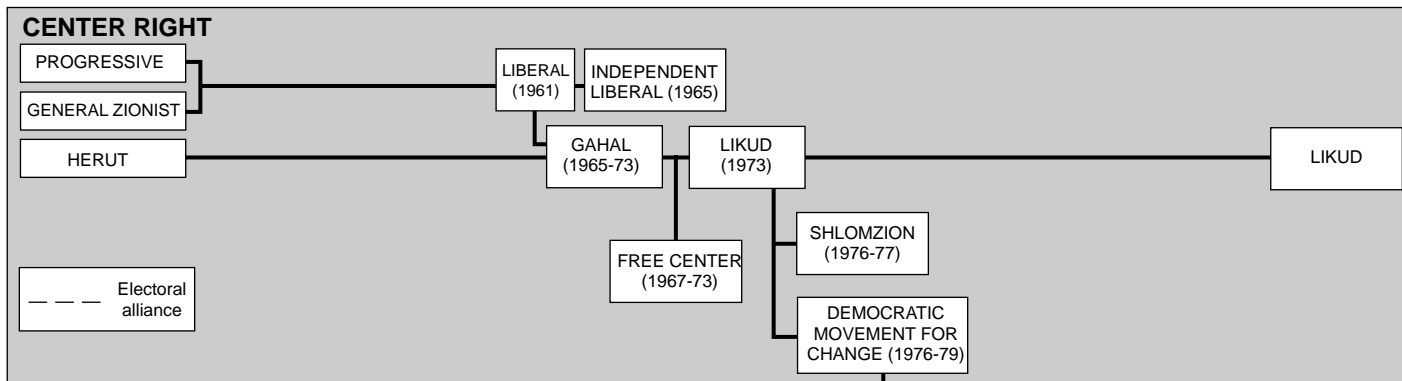 CENTER RIGHT
PROGRESSIVE
GENERAL ZIONIST
HERUT
LIBERAL
(1961)
INDEPENDENT
LIBERAL (1965)
GAHAL
(1965-73)
LIKUD
(1973)
LIKUD
FREE CENTER
(1967-73)
SHLOMZION
(1976-77)
DEMOCRATIC
MOVEMENT FOR
CHANGE (1976-79)
Electoral
alliance